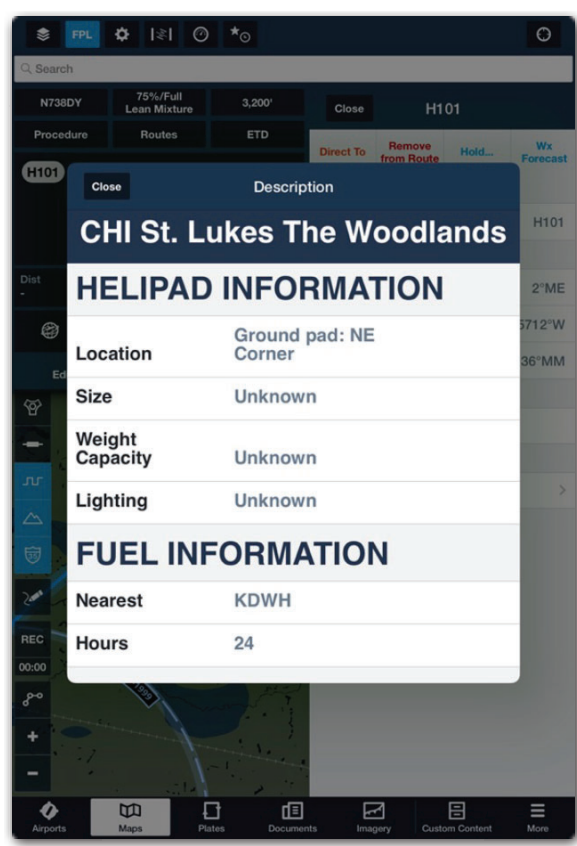 FPL
Search
N738DY
75%/Full
Lean Mixture
3,200'
Procedure
Routes
ETD
Close
H101
Direct To
Remove
from Route
Hold...
Wx
Forecast
H101
H101
Dist
-
2°ME
5712°W
36°MM
Ed
Close
Description
CHI St. Lukes The Woodlands
HELIPAD INFORMATION
Location
Ground pad: NE
Corner
Size
Unknown
Weight
Capacity
Unknown
Lighting
Unknown
FUEL INFORMATION
Nearest
KDWH
Hours
24
REC
00:00
1999
+
-
Airports
Maps
Plates
Documents
Imagery
Custom Content
More